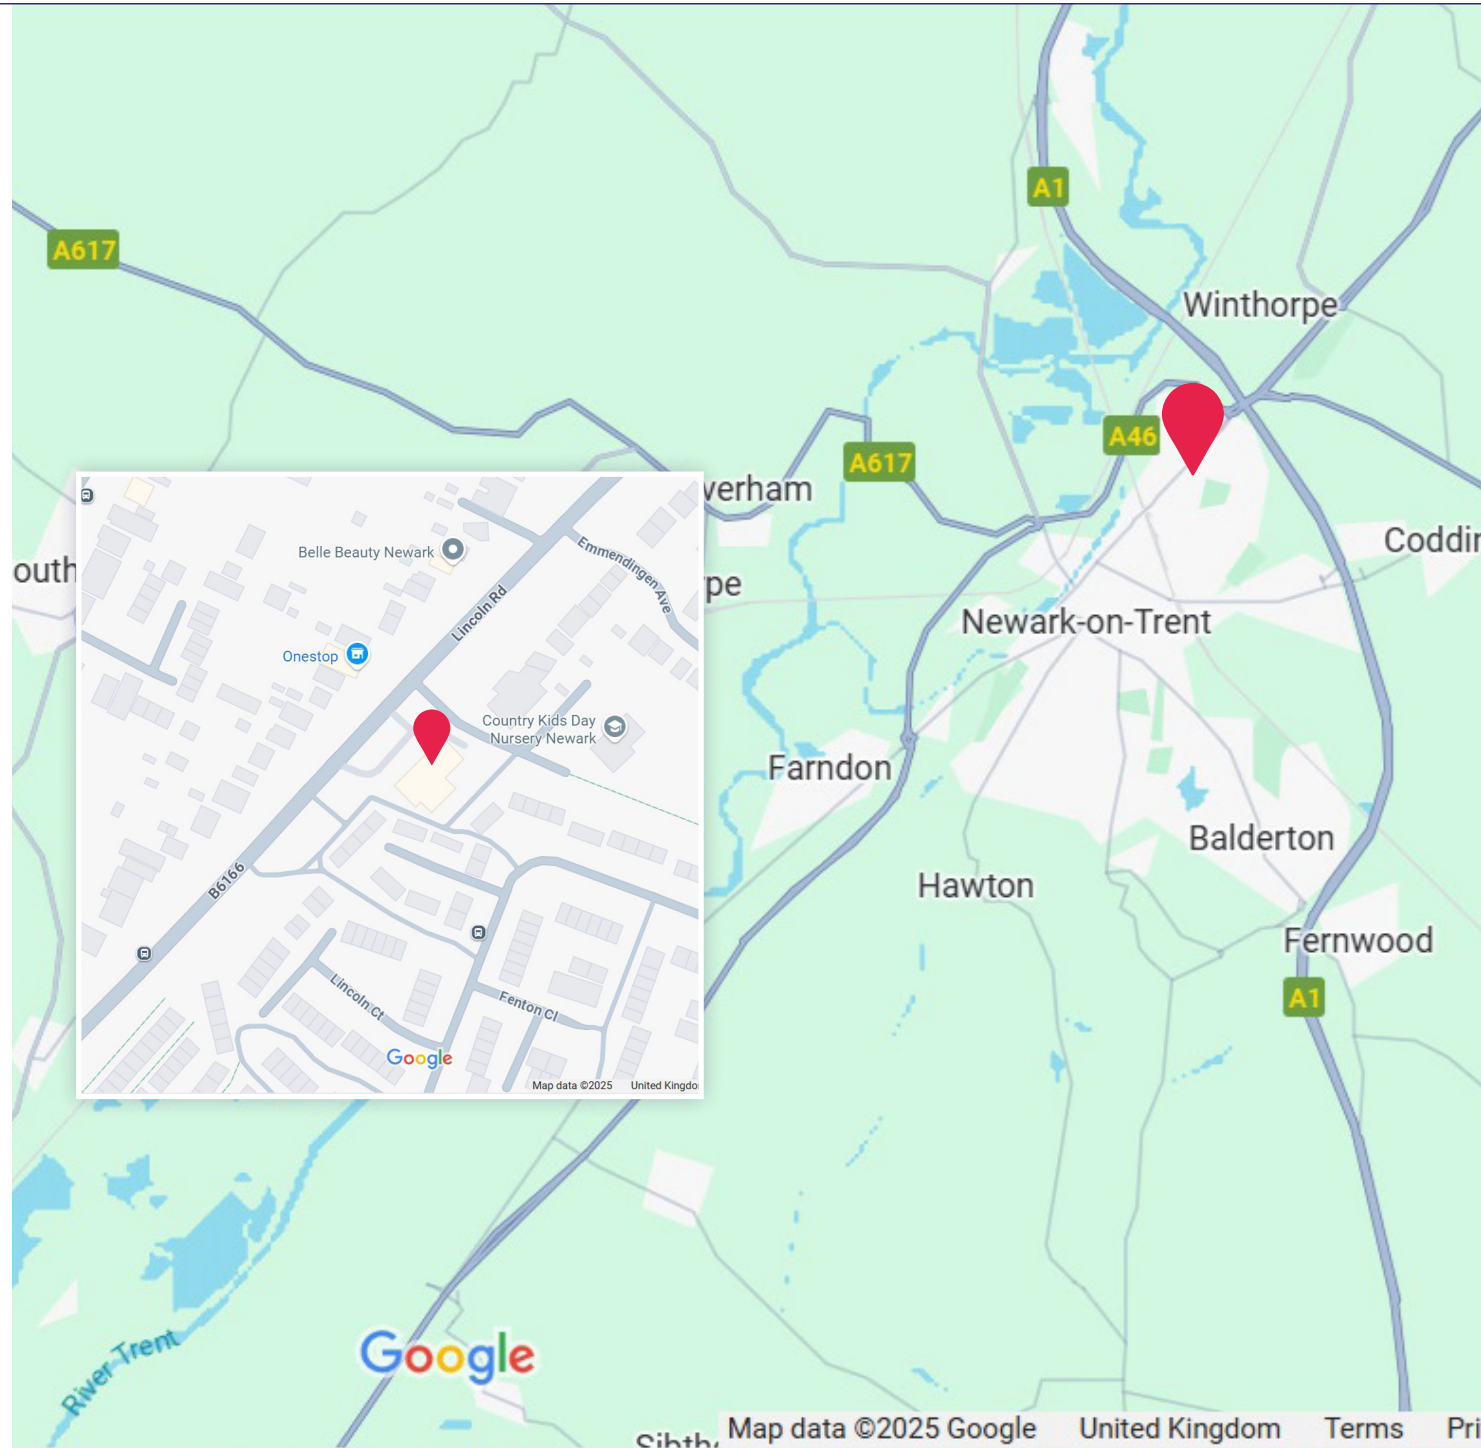 A1
A617
Winthorpe
A46
A617
verham
Coddin
outh
rpe
Newark-on-Trent
Farndon
Balderton
Hawton
Fernwood
A1
Belle Beauty Newark
Emmendingen Ave
Lincoln Rd
Onestop
Country Kids Day
Nursery Newark
B6166
Lincoln Ct
Fenton Cl
Google
Map data ©2025 United Kingdo
River Trent
Google
Map data ©2025 Google United Kingdom Terms Pri